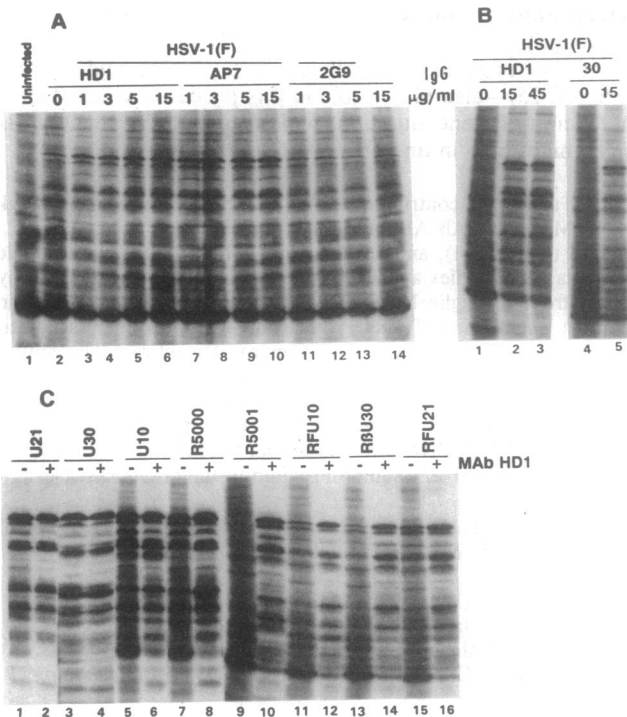 A
HSV-1(F)
Uninfected HD1 AP7 2G9 IgG
0 1 3 5 15 1 3 5 15 1 3 5 15 µg/ml
1 2 3 4 5 6 7 8 9 10 11 12 13 14
B
HSV-1(F)
HD1 30
0 15 45 0 15
1 2 3 4 5
C
U21 U30 U10 R5000 R5001 RFU10 RßU30 RFU21
- + - + - + - + - + - + - + - + MAb HD1
1 2 3 4 5 6 7 8 9 10 11 12 13 14 15 16